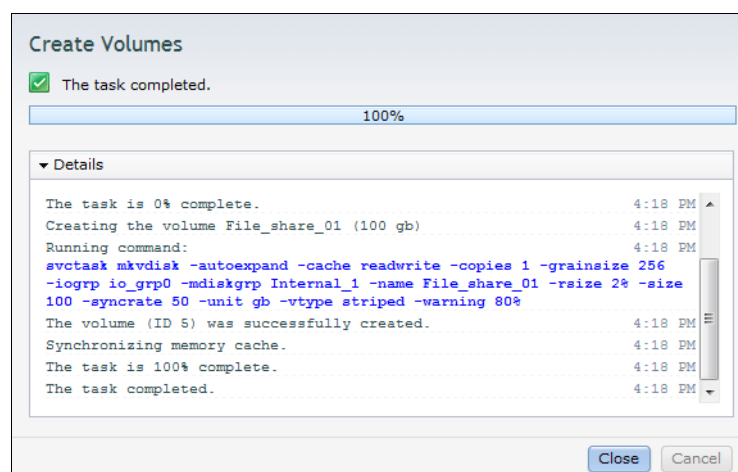 Create Volumes
The task completed.
100%
Details
The task is 0% complete. 4:18 PM
Creating the volume File_share_01 (100 gb) 4:18 PM
Running command: 4:18 PM
svctask mkvdisk -autoexpand -cache readwrite -copies 1 -grainsize 256
-iogrp io_grp0 -mdiskgrp Internal_1 -name File_share_01 -rsize 2% -size
100 -syncrate 50 -unit gb -vtype striped -warning 80%
The volume (ID 5) was successfully created. 4:18 PM
Synchronizing memory cache. 4:18 PM
The task is 100% complete. 4:18 PM
The task completed. 4:18 PM
Close Cancel